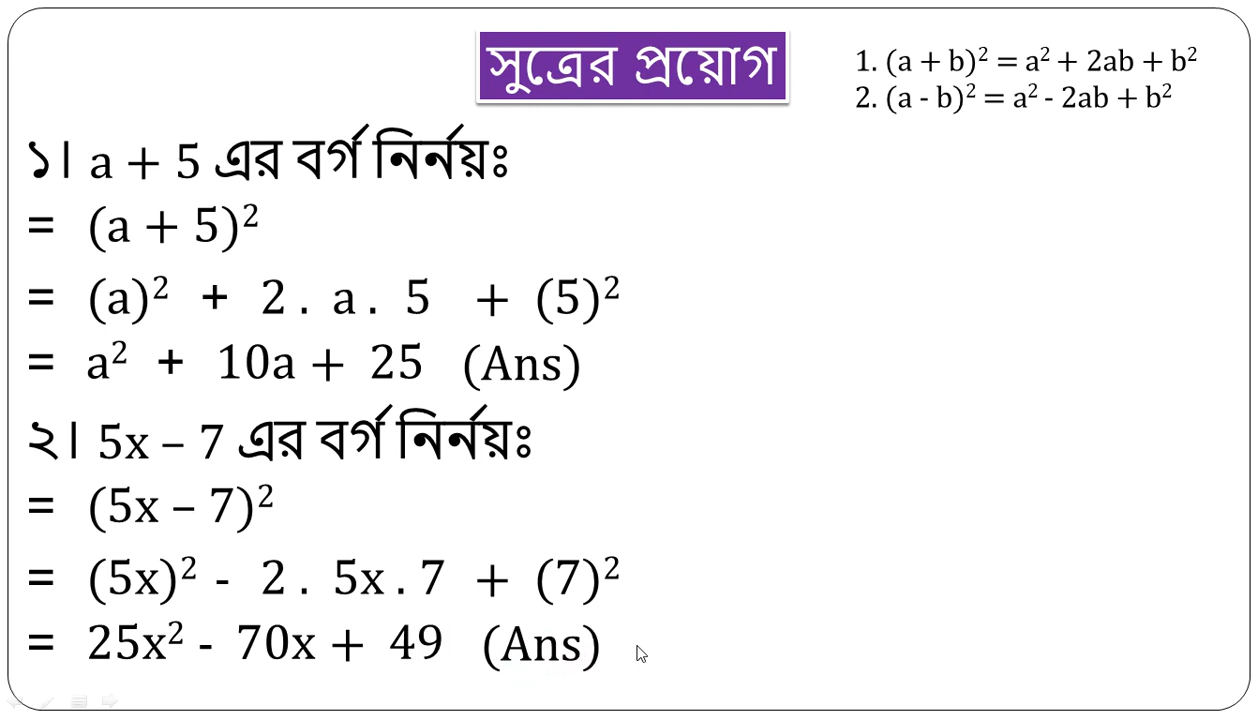 সুত্রের প্রয়োগ
1. (a + b)² = a² + 2ab + b²
2. (a - b)² = a² - 2ab + b²
১। a + 5 এর বর্গ নির্নয়ঃ
= (a + 5)²
= (a)² + 2 . a . 5 + (5)²
= a² + 10a + 25 (Ans)
২। 5x – 7 এর বর্গ নির্নয়ঃ
= (5x – 7)²
= (5x)² - 2 . 5x . 7 + (7)²
= 25x² - 70x + 49 (Ans)